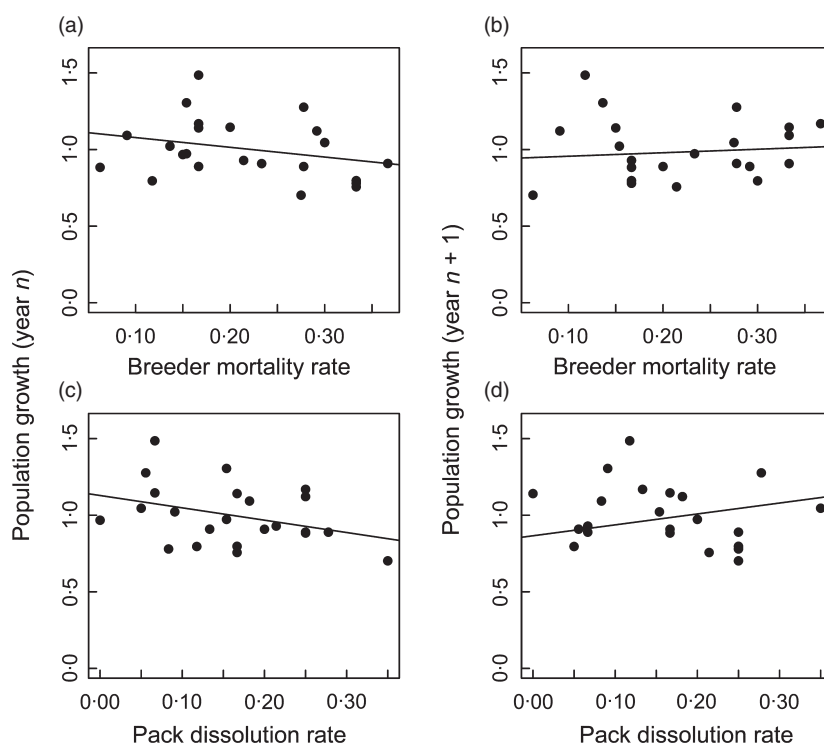 (a)
(b)
1·5
1·0
0·5
0·0
1·5
1·0
0·5
0·0
0·10 0·20 0·30
0·10 0·20 0·30
Breeder mortality rate
Breeder mortality rate
Population growth (year n)
Population growth (year n + 1)
(c)
(d)
1·5
1·0
0·5
0·0
1·5
1·0
0·5
0·0
0·00 0·10 0·20 0·30
0·00 0·10 0·20 0·30
Pack dissolution rate
Pack dissolution rate